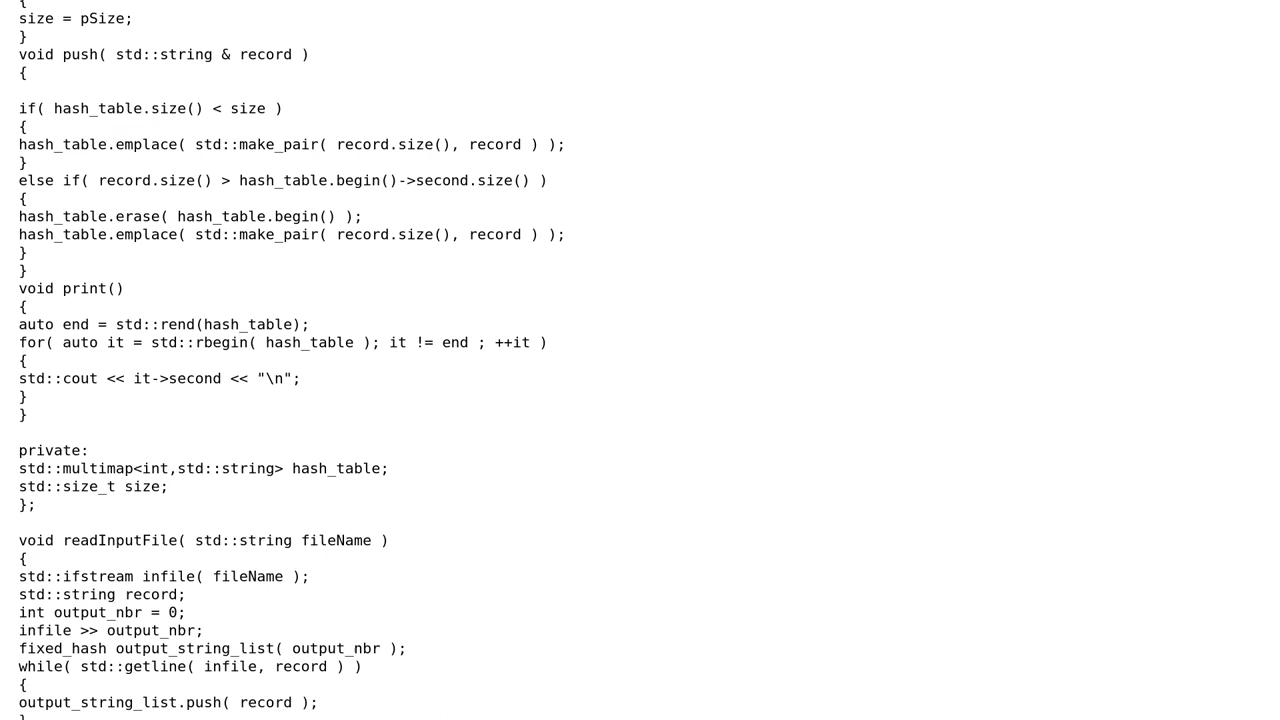 {
size = pSize;
}
void push( std::string & record )
{
if( hash_table.size() < size )
{
hash_table.emplace( std::make_pair( record.size(), record ) );
}
else if( record.size() > hash_table.begin()->second.size() )
{
hash_table.erase( hash_table.begin() );
hash_table.emplace( std::make_pair( record.size(), record ) );
}
}
void print()
{
auto end = std::rend(hash_table);
for( auto it = std::rbegin( hash_table ); it != end ; ++it )
{
std::cout << it->second << "\n";
}
}
private:
std::multimap<int,std::string> hash_table;
std::size_t size;
};
void readInputFile( std::string fileName )
{
std::ifstream infile( fileName );
std::string record;
int output_nbr = 0;
infile >> output_nbr;
fixed_hash output_string_list( output_nbr );
while( std::getline( infile, record ) )
{
output_string_list.push( record );
}